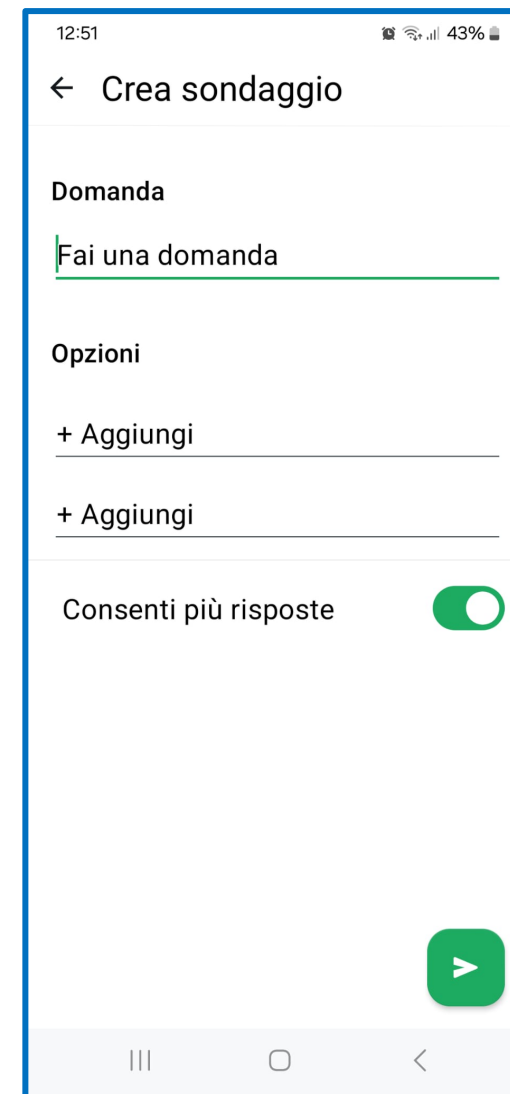 12:51 43%
← Crea sondaggio
Domanda
Fai una domanda
Opzioni
+ Aggiungi
+ Aggiungi
Consenti più risposte